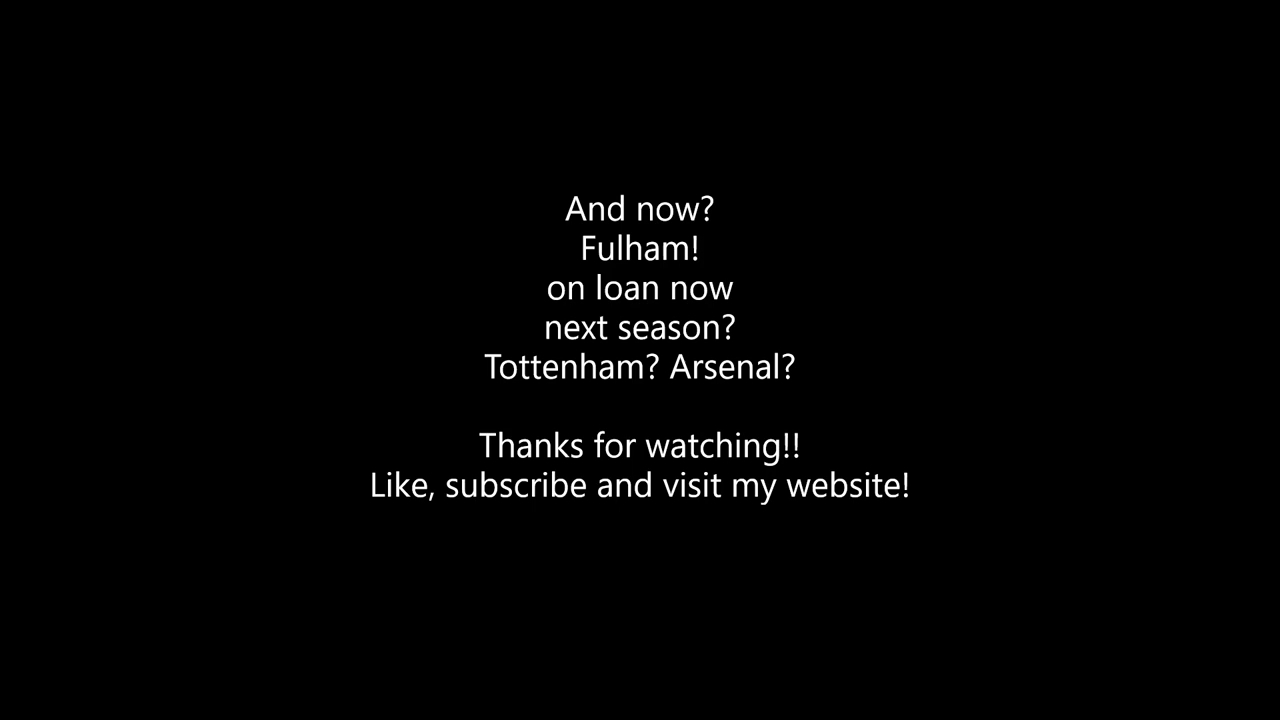 And now?
Fulham!
on loan now
next season?
Tottenham? Arsenal?
Thanks for watching!!
Like, subscribe and visit my website!